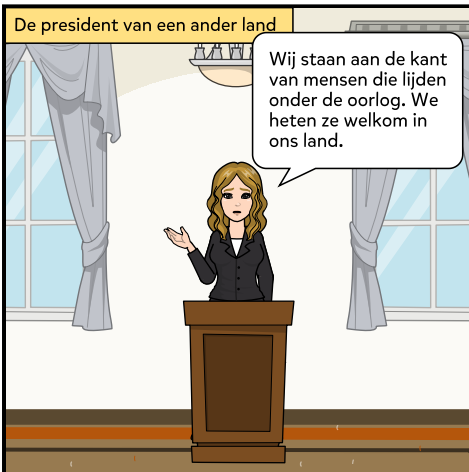 De president van een ander land
Wij staan aan de kant
van mensen die lijden
onder de oorlog. We
heten ze welkom in
ons land.